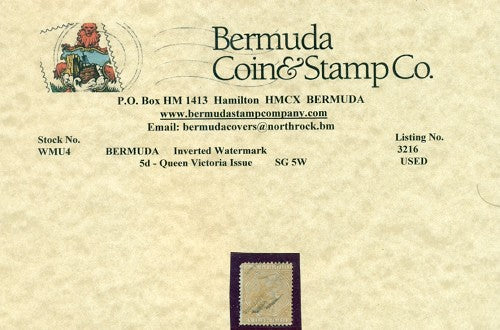 Bermuda
Coin & Stamp Co.
P.O. Box HM 1413 Hamilton HMCX BERMUDA
www.bermudastampcompany.com
Email: bermudacovers@northrock.bm
Stock No.
Listing No.
WMU4 BERMUDA Inverted Watermark 3216
5d - Queen Victoria Issue SG 5W USED